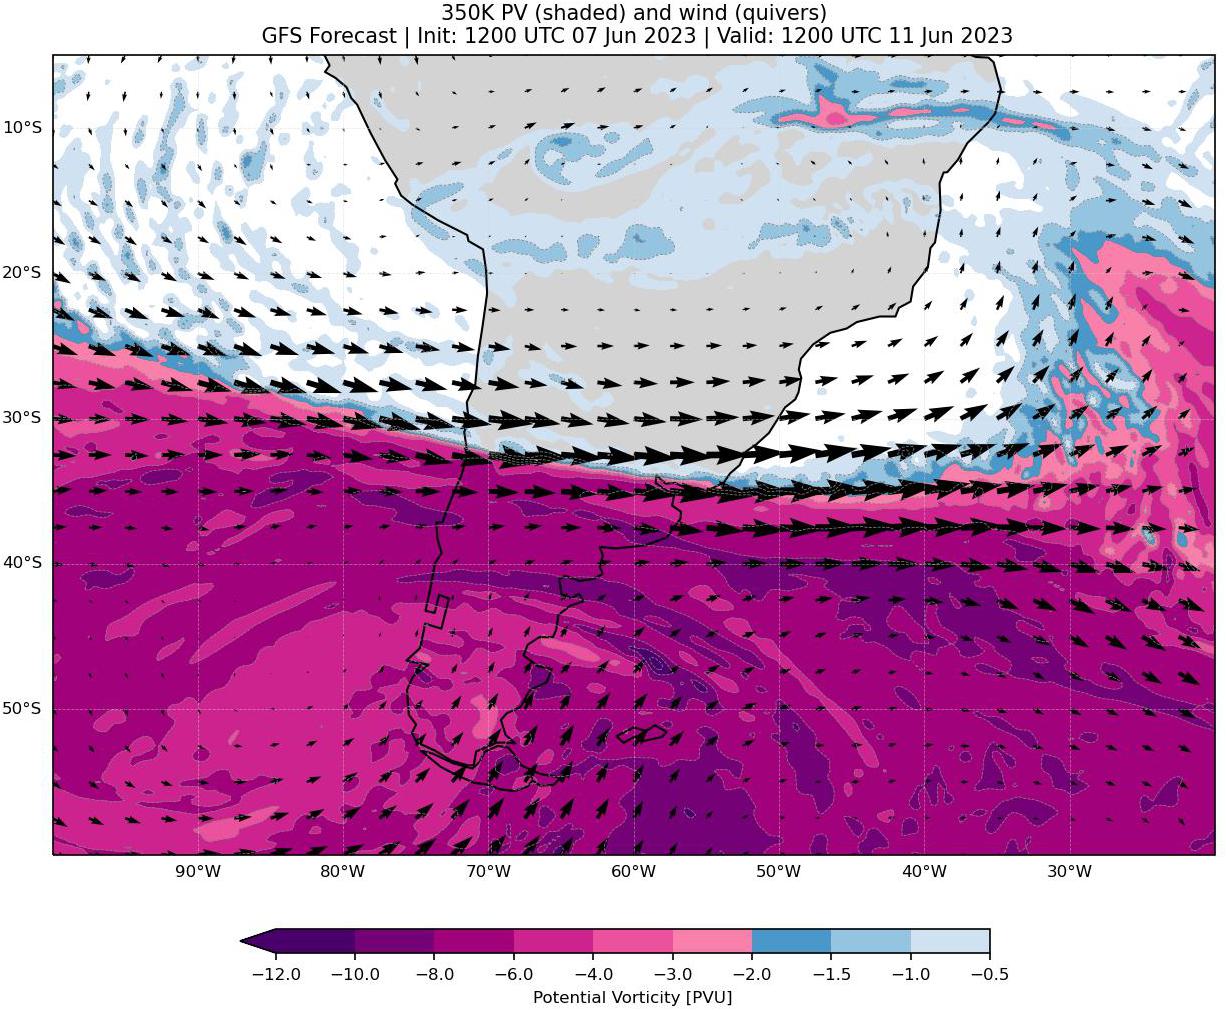 350K PV (shaded) and wind (quivers)
GFS Forecast | Init: 1200 UTC 07 Jun 2023 | Valid: 1200 UTC 11 Jun 2023
10°S
20°S
30°S
40°S
50°S
90°W 80°W 70°W 60°W 50°W 40°W 30°W
−12.0 −10.0 −8.0 −6.0 −4.0 −3.0 −2.0 −1.5 −1.0 −0.5
Potential Vorticity [PVU]